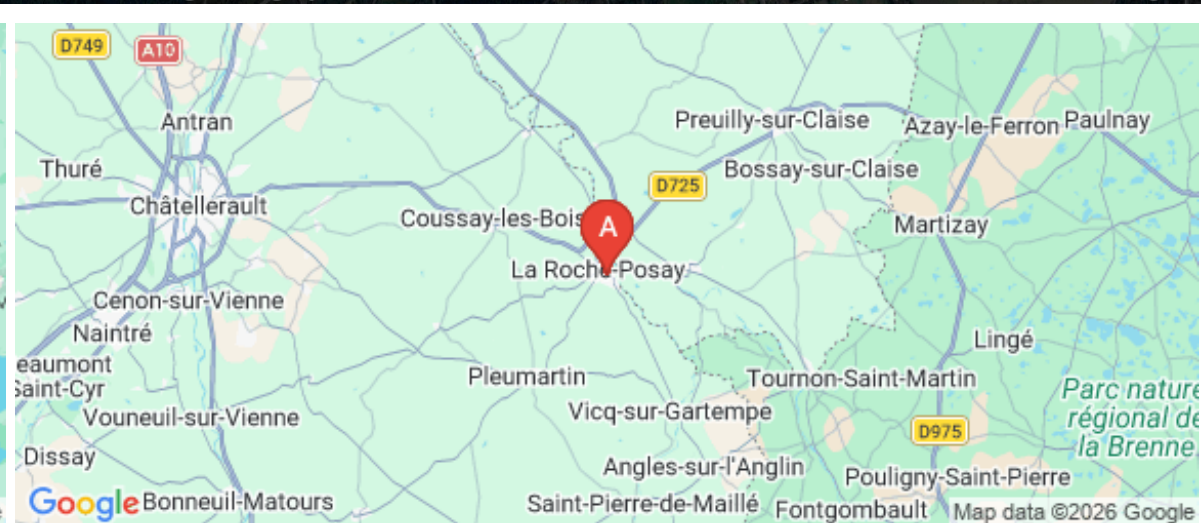 D749
A10
Antran
Preuilly-sur-Claise
Azay-le-Ferron
Paulnay
Thuré
Bossay-sur-Claise
D725
Châtellerault
Coussay-les-Bois
A
Martizay
La Roche-Posay
Cenon-sur-Vienne
Naintré
Lingé
eaumont
Saint-Cyr
Pleumartin
Tournon-Saint-Martin
Parc nature
régional de
la Brenne
Vouneuil-sur-Vienne
Vicq-sur-Gartempe
D975
Dissay
Angles-sur-l'Anglin
Pouligny-Saint-Pierre
Google
Bonneuil-Matours
Saint-Pierre-de-Maillé
Fontgombault
Map data ©2026 Google